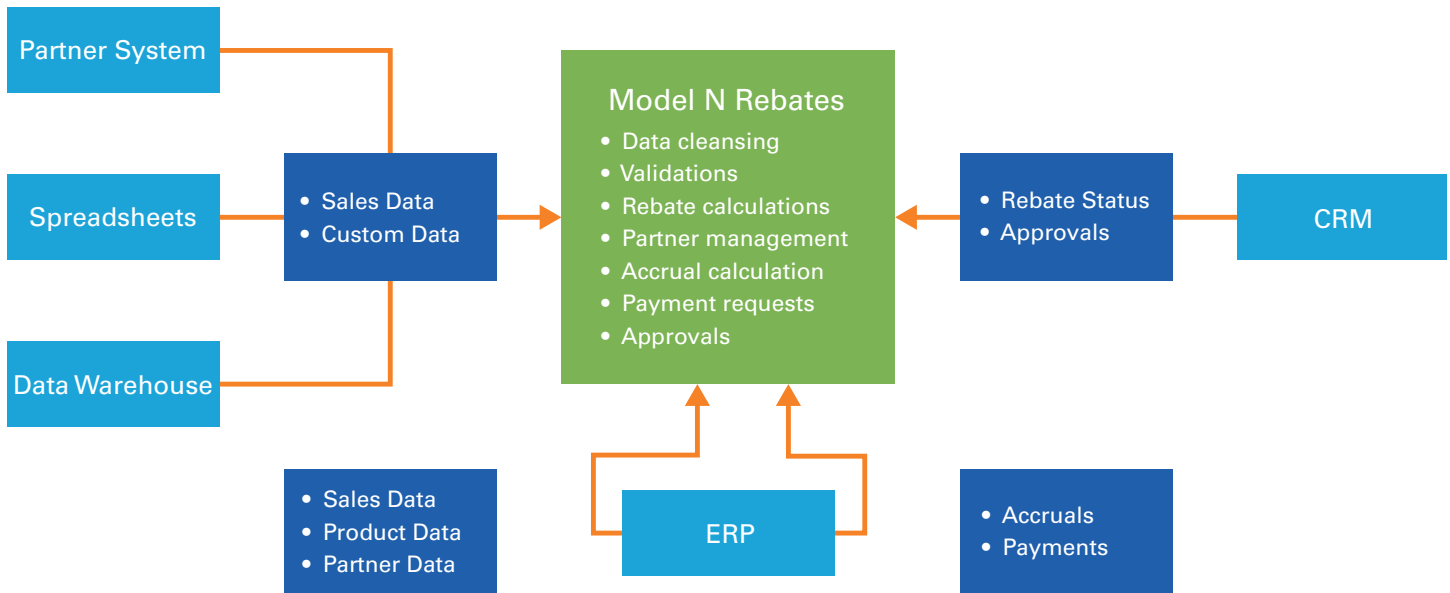 Partner System
Spreadsheets
Data Warehouse
• Sales Data
• Custom Data
Model N Rebates
• Data cleansing
• Validations
• Rebate calculations
• Partner management
• Accrual calculation
• Payment requests
• Approvals
• Rebate Status
• Approvals
CRM
• Sales Data
• Product Data
• Partner Data
ERP
• Accruals
• Payments